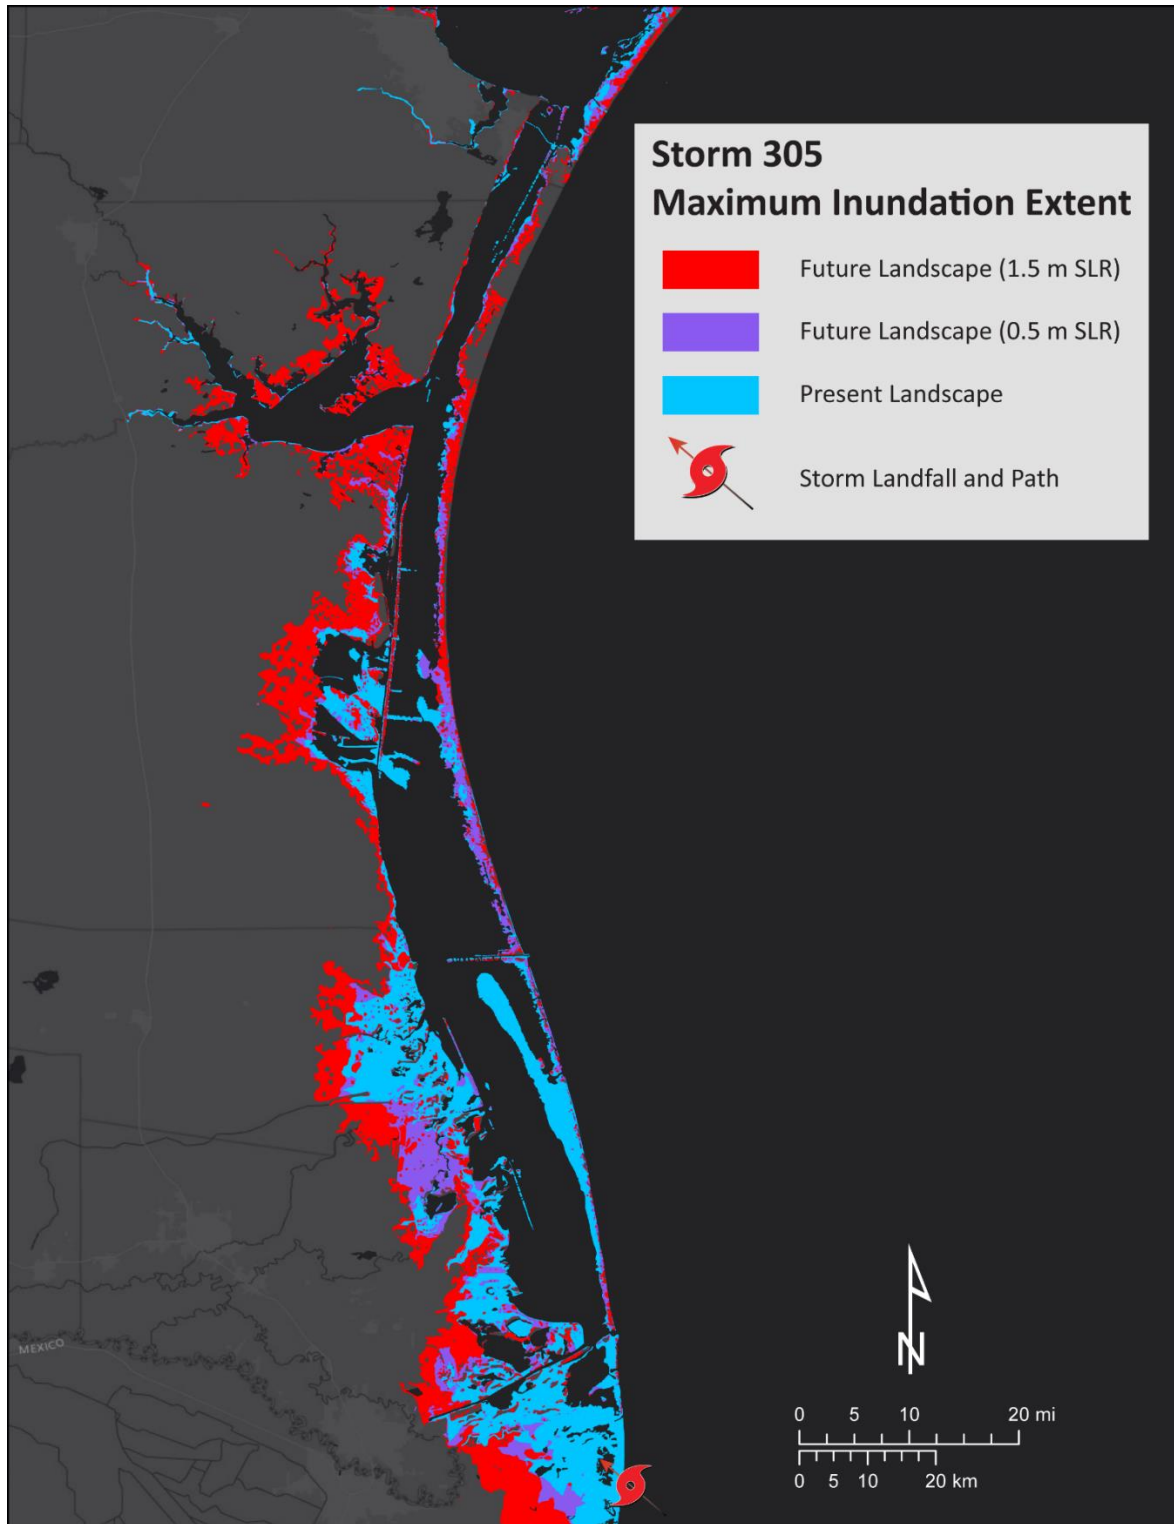 Storm 305
Maximum Inundation Extent
Future Landscape (1.5 m SLR)
Future Landscape (0.5 m SLR)
Present Landscape
Storm Landfall and Path
MEXICO
N
0 5 10 20 mi
0 5 10 20 km